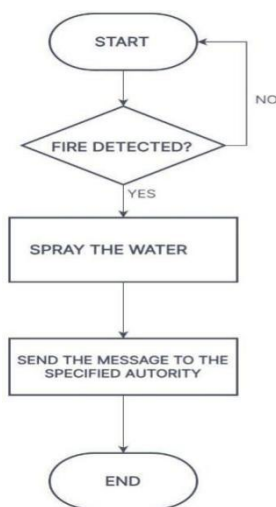 START
NO
FIRE DETECTED?
YES
SPRAY THE WATER
SEND THE MESSAGE TO THE
SPECIFIED AUTORITY
END